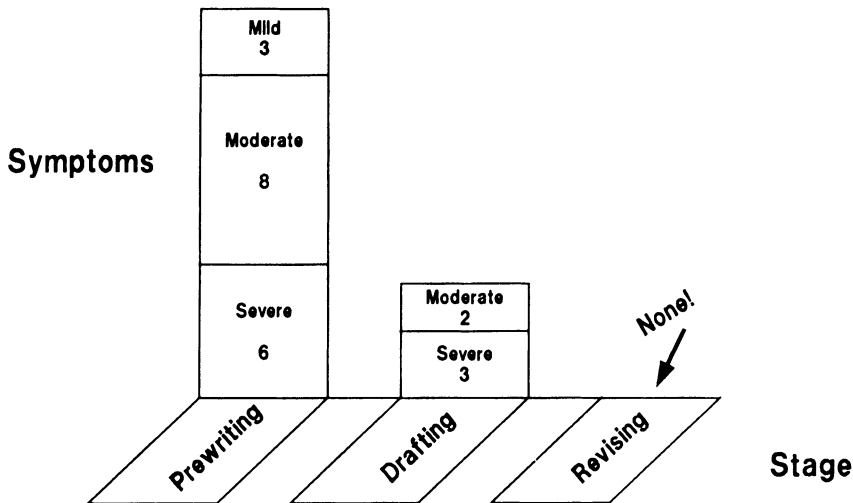 Mild
3
Symptoms
Moderate
8
Severe
6
Moderate
2
Severe
3
None!
Prewriting
Drafting
Revising
Stage